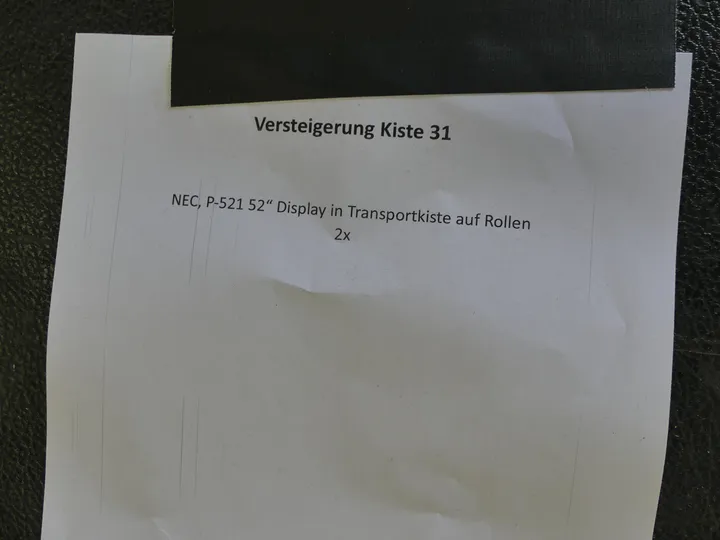 Versteigerung Kiste 31
NEC, P-521 52“ Display in Transportkiste auf Rollen
2x